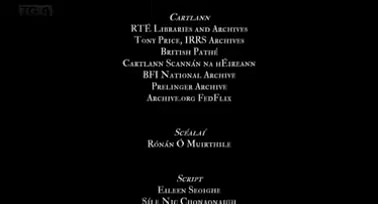 Cartlann
RTÉ Libraries and Archives
Tony Price, IRRS Archives
British Pathé
Cartlann Scannán na hÉireann
BFI National Archive
Prelinger Archive
Archive.org FedFlix
Scéalaí
Rónán Ó Muirthile
Script
Eileen Seoighe
Síle Nic Chonaonaigh